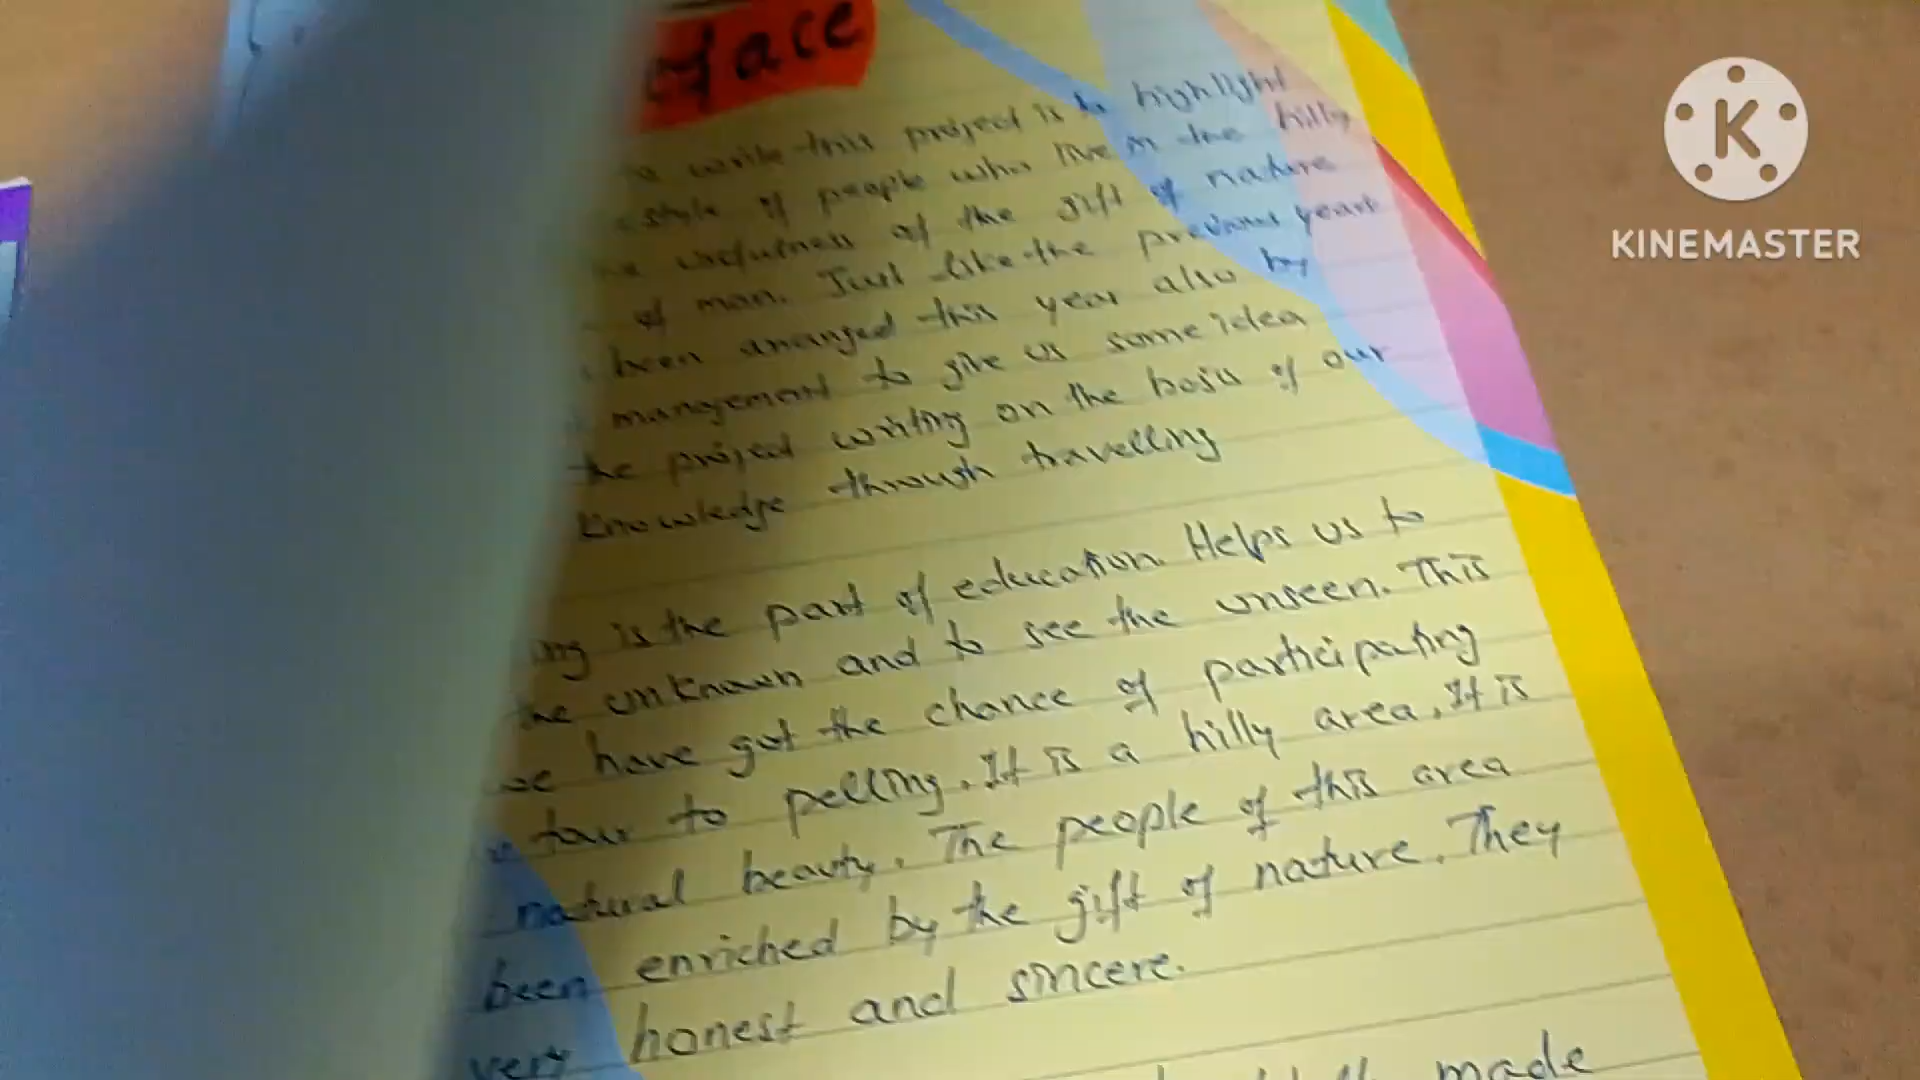 eface
write this project is to highlight
style of people who live in the hilly
usefulness of the gift of nature
of man. Just like the previous years
been arranged this year also by
mangement to give us some idea
the project writing on the basis of our
knowledge through travelling
ing is the part of education. Helps us to
the unknown and to see the unseen. This
we have got the chance of participating
tour to pelling. It is a hilly area. It is
natural beauty. The people of this area
been enriched by the gift of nature. They
very honest and sincere.
made
K
KINEMASTER